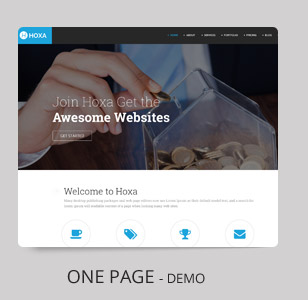 HOXA
HOME ABOUT SERVICES PORTFOLIO PRICING BLOG
Join Hoxa Get the
Awesome Websites
GET STARTED
Welcome to Hoxa
ONE PAGE - DEMO